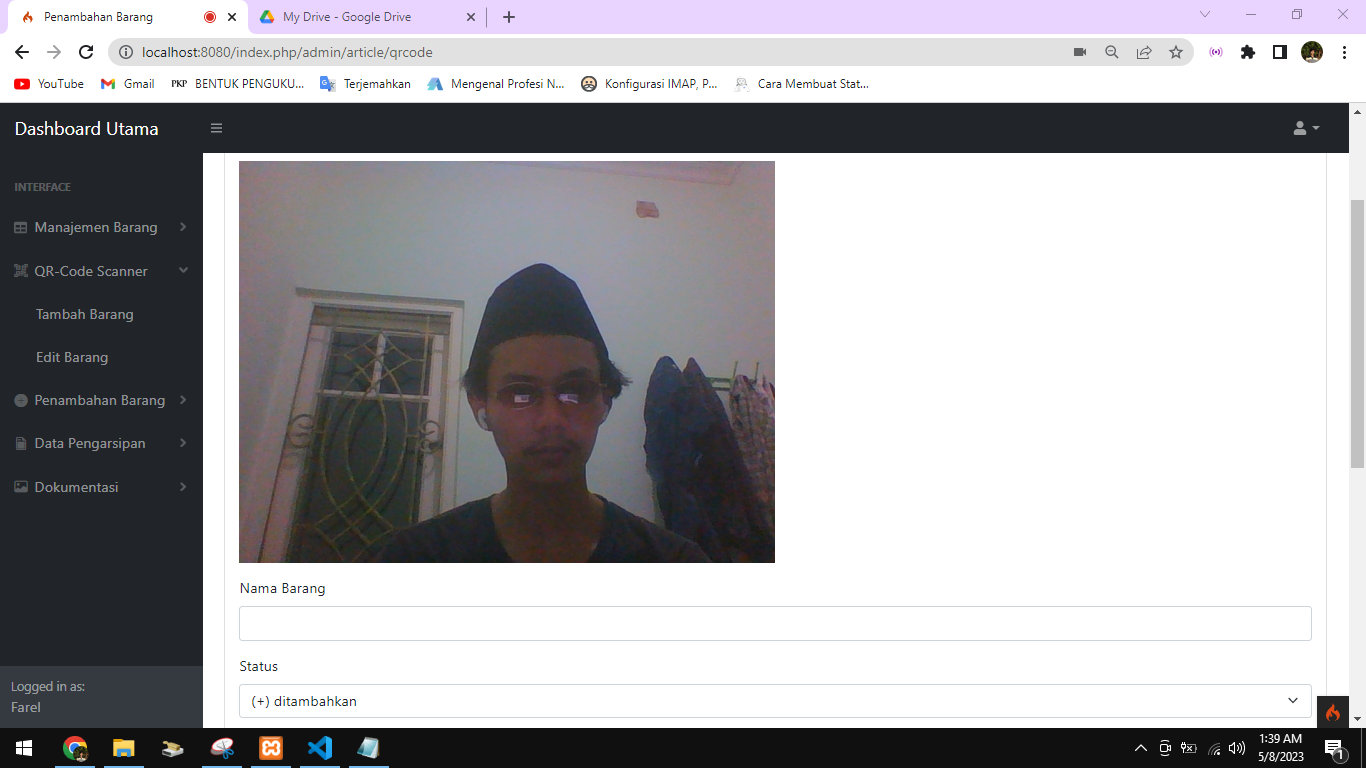 Penambahan Barang
My Drive - Google Drive
localhost:8080/index.php/admin/article/qrcode
YouTube
Gmail
PKP BENTUK PENGUKU...
Terjemahkan
Mengenal Profesi N...
Konfigurasi IMAP, P...
Cara Membuat Stat...
Dashboard Utama
INTERFACE
Manajemen Barang
QR-Code Scanner
Tambah Barang
Edit Barang
Penambahan Barang
Data Pengarsipan
Dokumentasi
Logged in as:
Farel
Nama Barang
Status
(+) ditambahkan
1:39 AM
5/8/2023
1